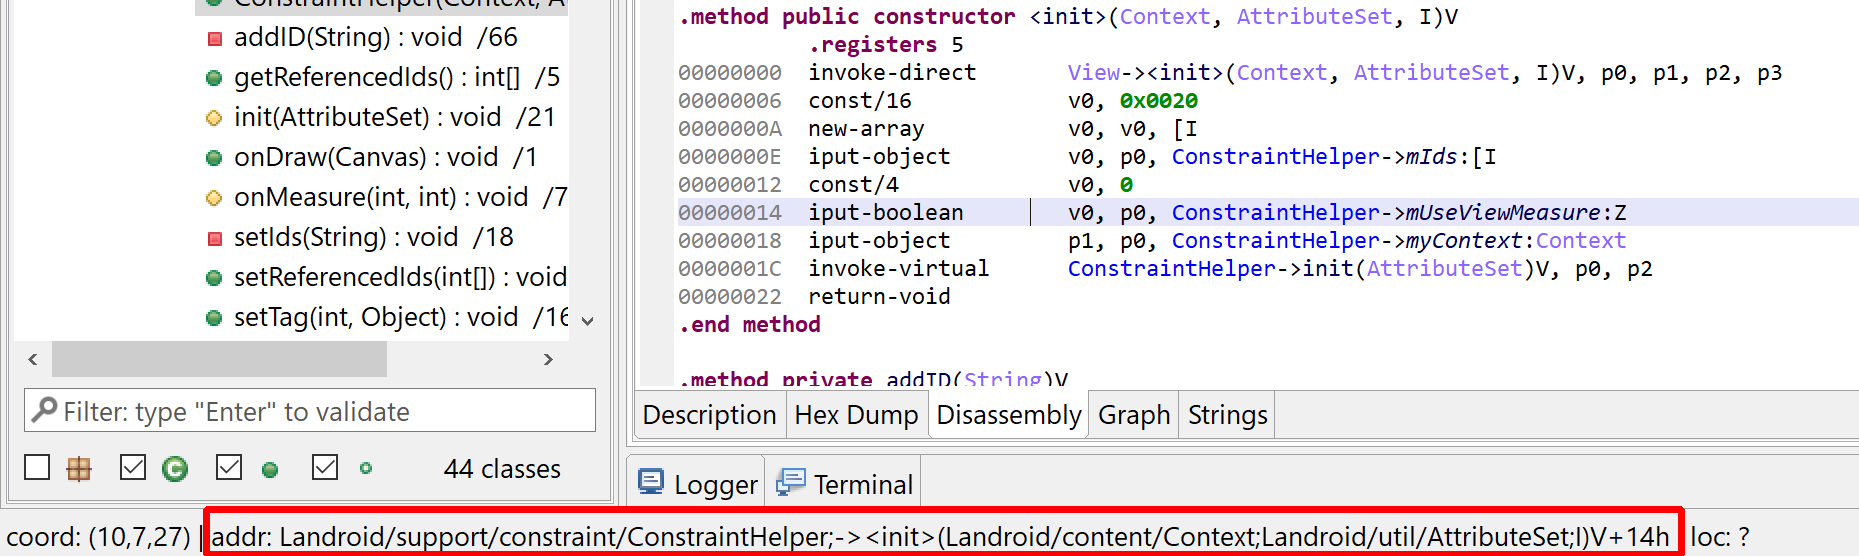 ConstraintHelper(Context, A
addID(String) : void /66
getReferencedIds() : int[] /5
init(AttributeSet) : void /21
onDraw(Canvas) : void /1
onMeasure(int, int) : void /7
setIds(String) : void /18
setReferencedIds(int[]) : void
setTag(int, Object) : void /16
Filter: type "Enter" to validate
C
44 classes
.method public constructor <init>(Context, AttributeSet, I)V
.registers 5
00000000 invoke-direct View-><init>(Context, AttributeSet, I)V, p0, p1, p2, p3
00000006 const/16 v0, 0x0020
0000000A new-array v0, v0, [I
0000000E iput-object v0, p0, ConstraintHelper->mIds:[I
00000012 const/4 v0, 0
00000014 iput-boolean v0, p0, ConstraintHelper->mUseViewMeasure:Z
00000018 iput-object p1, p0, ConstraintHelper->myContext:Context
0000001C invoke-virtual ConstraintHelper->init(AttributeSet)V, p0, p2
00000022 return-void
.end method
.method private addID(String)V
Description Hex Dump Disassembly Graph Strings
Logger Terminal
coord: (10,7,27) | addr: Landroid/support/constraint/ConstraintHelper;-><init>(Landroid/content/Context;Landroid/util/AttributeSet;I)V+14h loc: ?